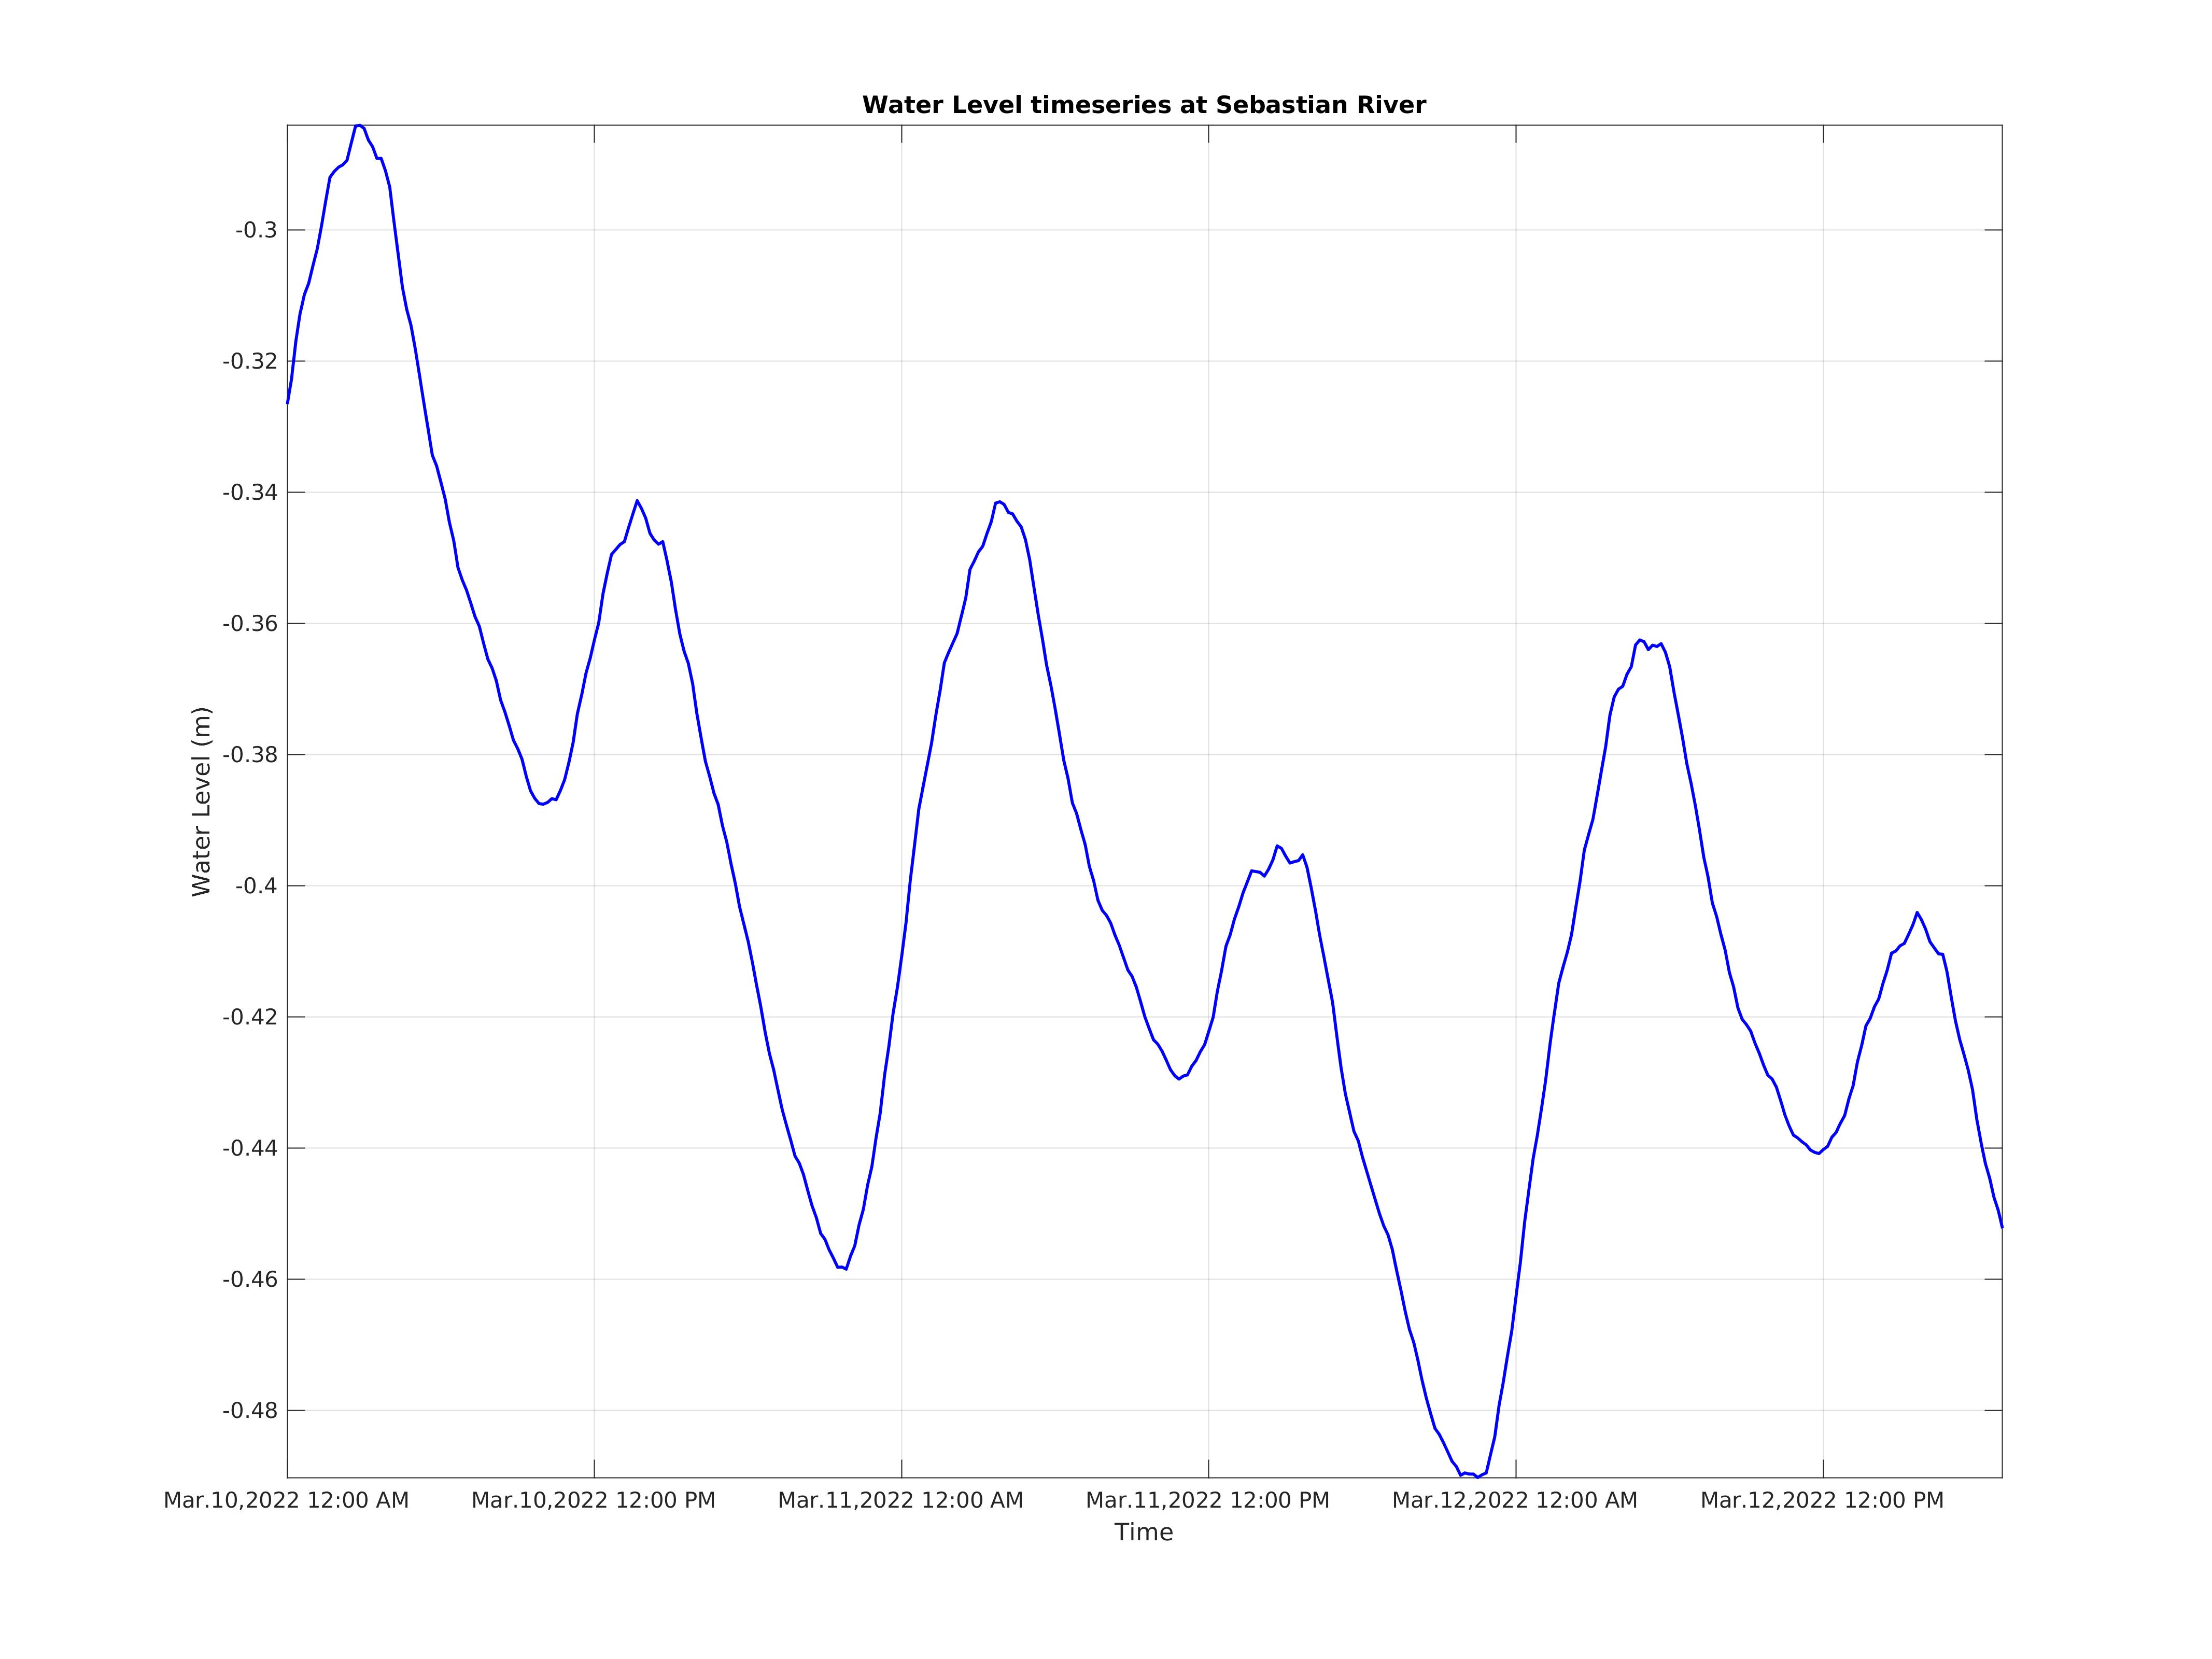 Water Level timeseries at Sebastian River
-0.3
-0.32
-0.34
-0.36
-0.38
-0.4
-0.42
-0.44
-0.46
-0.48
Water Level (m)
Mar.10,2022 12:00 AM
Mar.10,2022 12:00 PM
Mar.11,2022 12:00 AM
Mar.11,2022 12:00 PM
Mar.12,2022 12:00 AM
Mar.12,2022 12:00 PM
Time